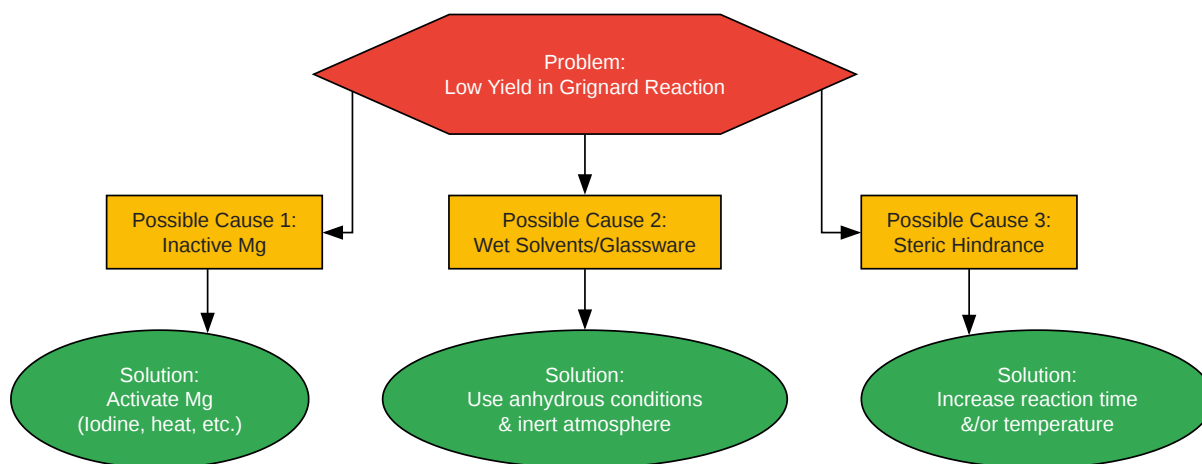 Problem:
Low Yield in Grignard Reaction
Possible Cause 1:
Inactive Mg
Possible Cause 2:
Wet Solvents/Glassware
Possible Cause 3:
Steric Hindrance
Solution:
Activate Mg
(Iodine, heat, etc.)
Solution:
Use anhydrous conditions
& inert atmosphere
Solution:
Increase reaction time
&/or temperature